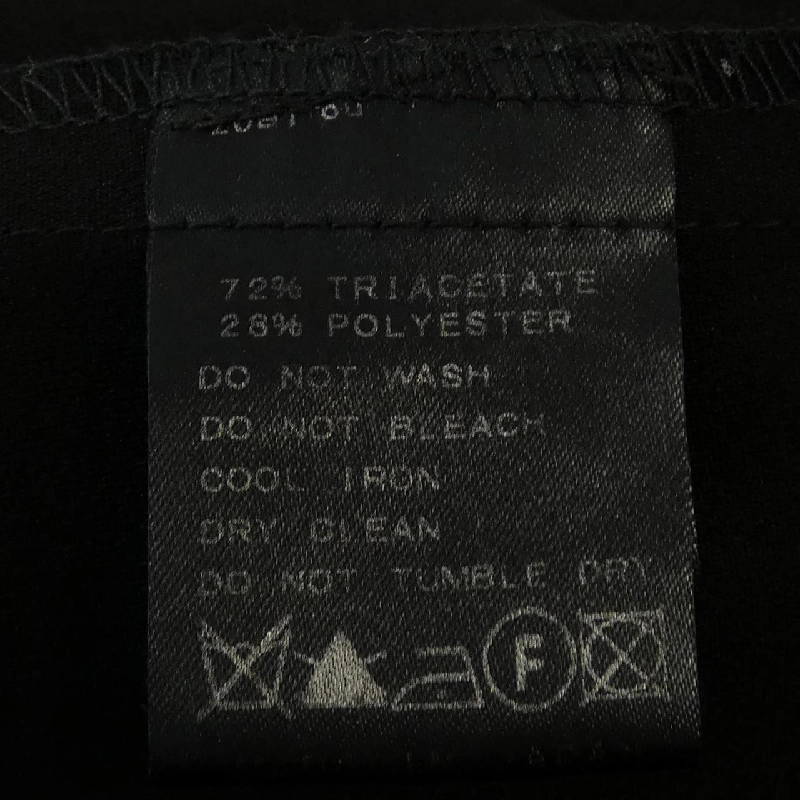 72% TRIACETATE
28% POLYESTER
DO NOT WASH
DO NOT BLEACH
COOL IRON
DRY CLEAN
DO NOT TUMBLE DRY
F